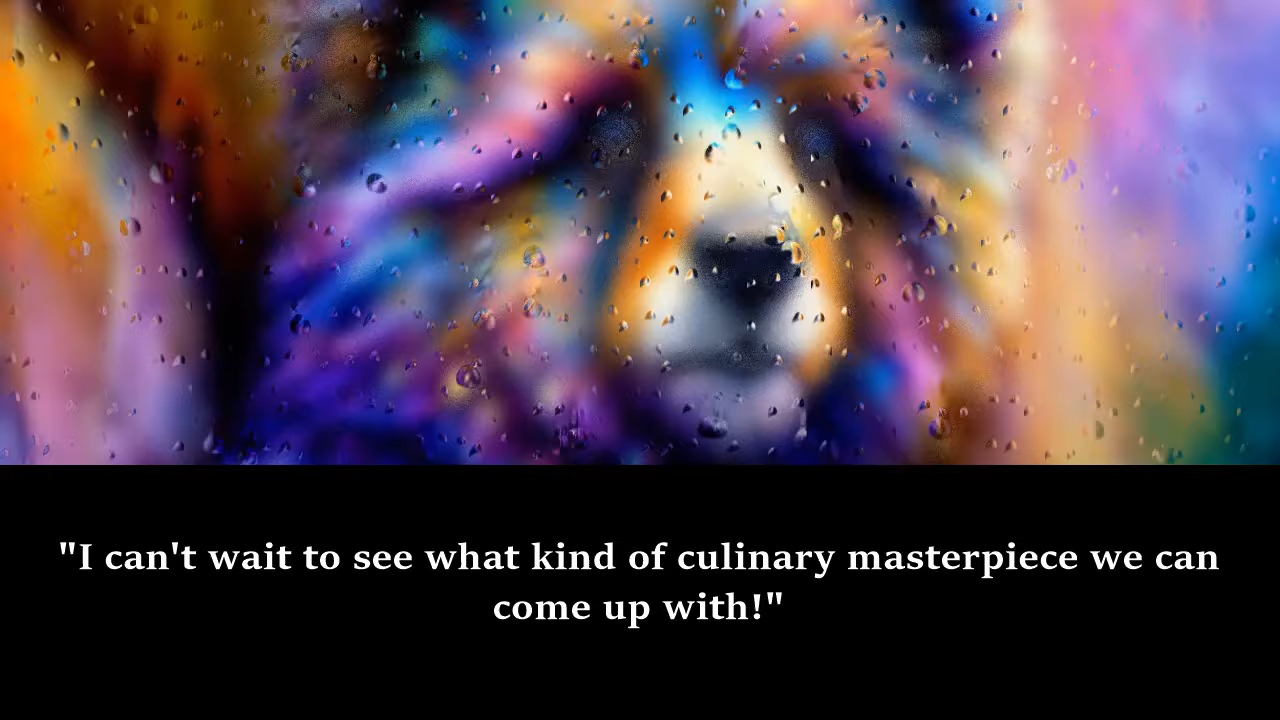 "I can't wait to see what kind of culinary masterpiece we can
come up with!"